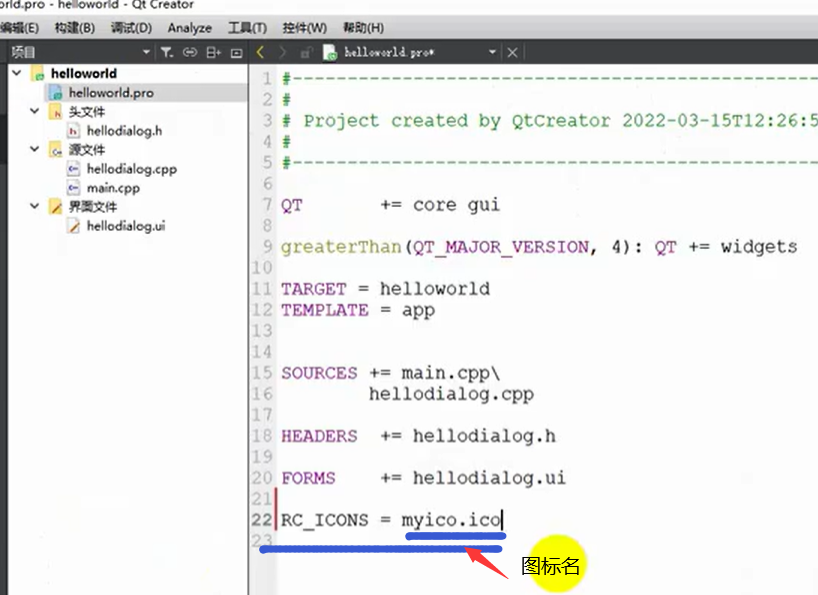 orld.pro - helloworld - Qt Creator
编辑(E) 构建(B) 调试(D) Analyze 工具(T) 控件(W) 帮助(H)
项目 helloworld.pro*
helloworld
helloworld.pro
头文件
hellodialog.h
源文件
hellodialog.cpp
main.cpp
界面文件
hellodialog.ui
1 #--------------------------------------------------
2 #
3 # Project created by QtCreator 2022-03-15T12:26:5
4 #
5 #--------------------------------------------------
6
7 QT += core gui
8
9 greaterThan(QT_MAJOR_VERSION, 4): QT += widgets
10
11 TARGET = helloworld
12 TEMPLATE = app
13
14
15 SOURCES += main.cpp\
16 hellodialog.cpp
17
18 HEADERS += hellodialog.h
19
20 FORMS += hellodialog.ui
21
22 RC_ICONS = myico.ico
23
图标名